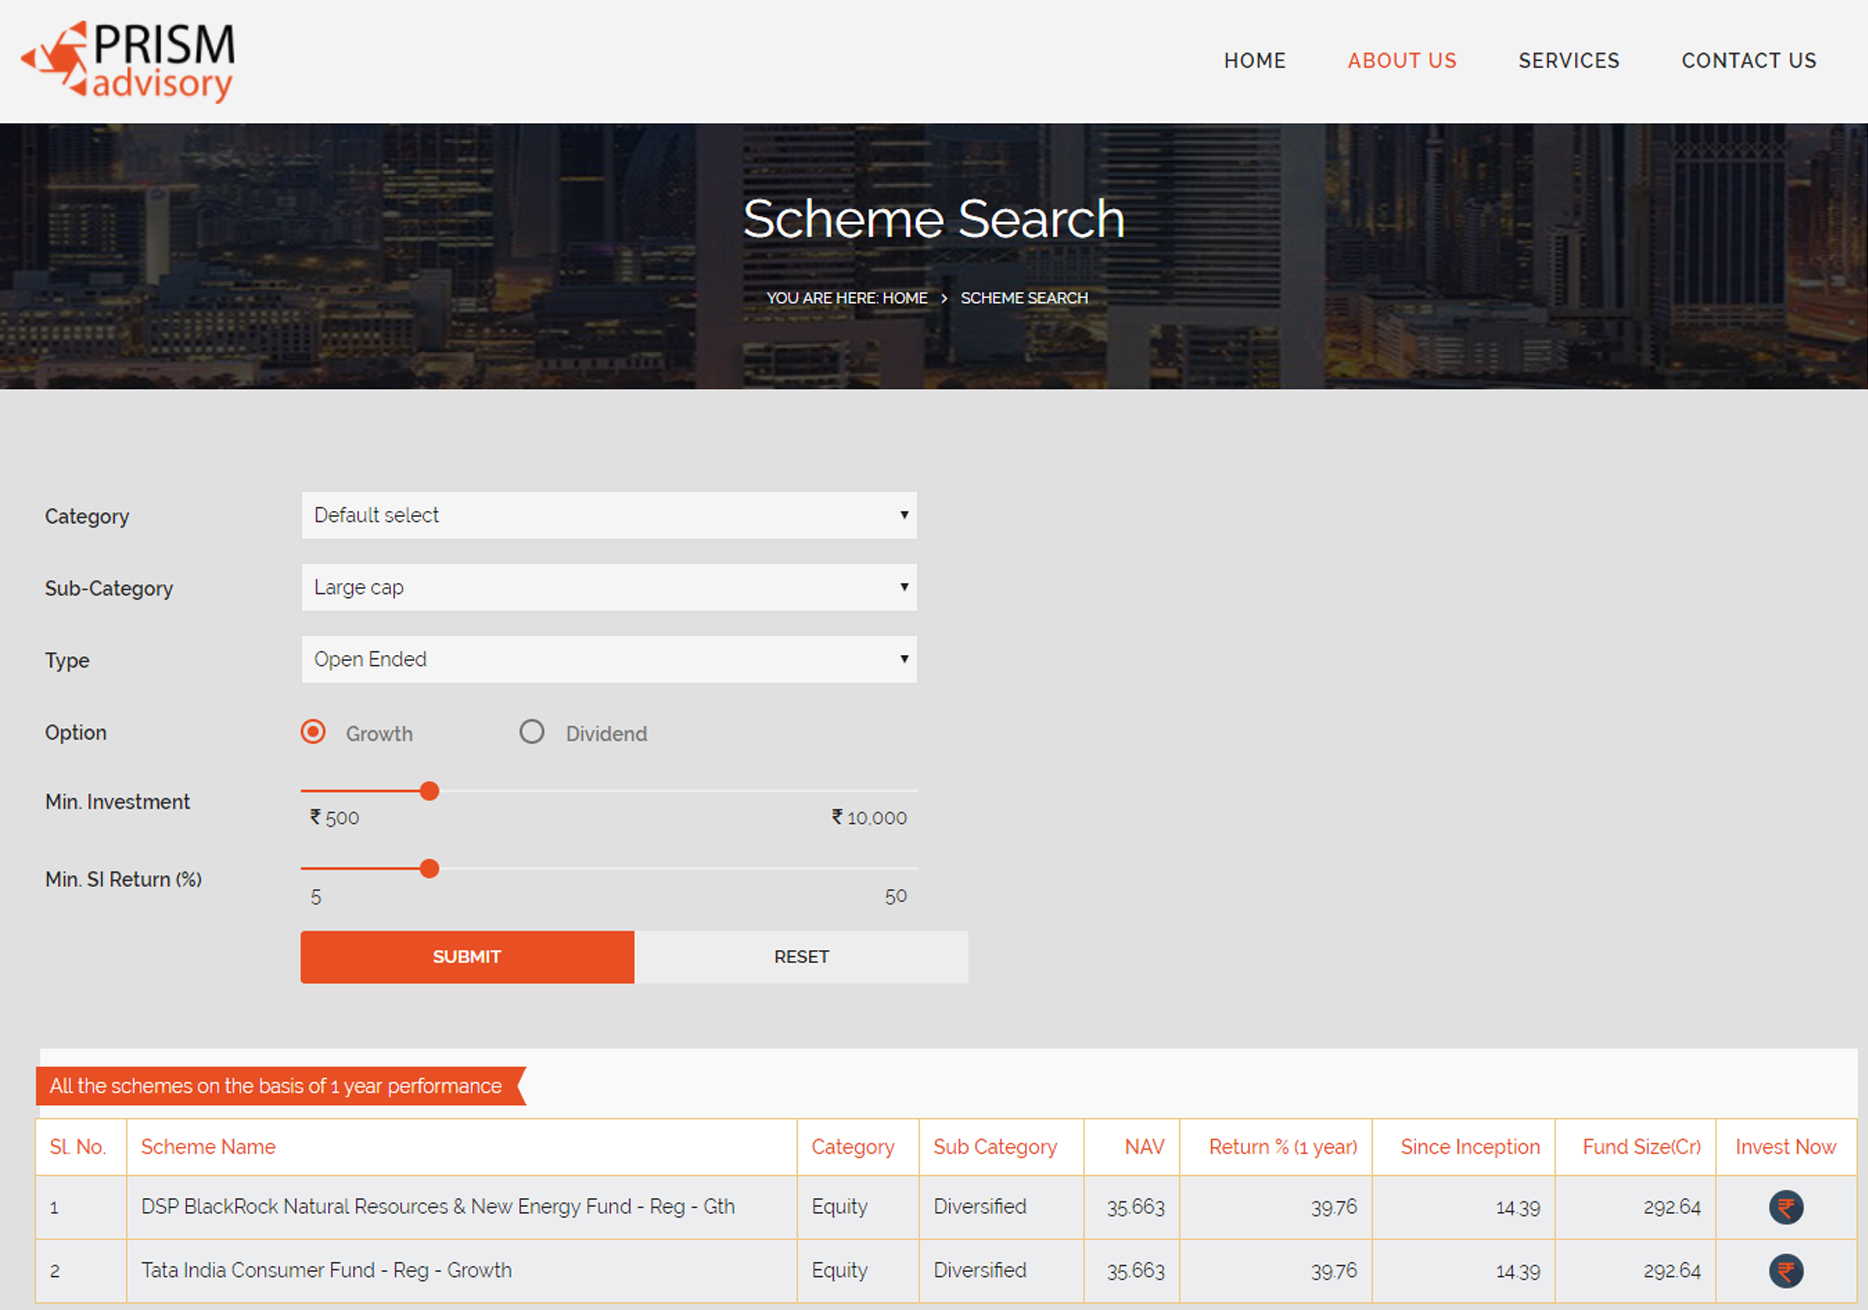 PRISM
advisory
HOME ABOUT US SERVICES CONTACT US
Scheme Search
YOU ARE HERE: HOME > SCHEME SEARCH
Category Default select
Sub-Category Large cap
Type Open Ended
Option Growth Dividend
Min. Investment
₹ 500 ₹ 10,000
Min. SI Return (%)
5 50
SUBMIT RESET
All the schemes on the basis of 1 year performance
Sl. No. Scheme Name Category Sub Category NAV Return % (1 year) Since Inception Fund Size(Cr) Invest Now
1 DSP BlackRock Natural Resources & New Energy Fund - Reg - Gth Equity Diversified 35.663 39.76 14.39 292.64 ₹
2 Tata India Consumer Fund - Reg - Growth Equity Diversified 35.663 39.76 14.39 292.64 ₹